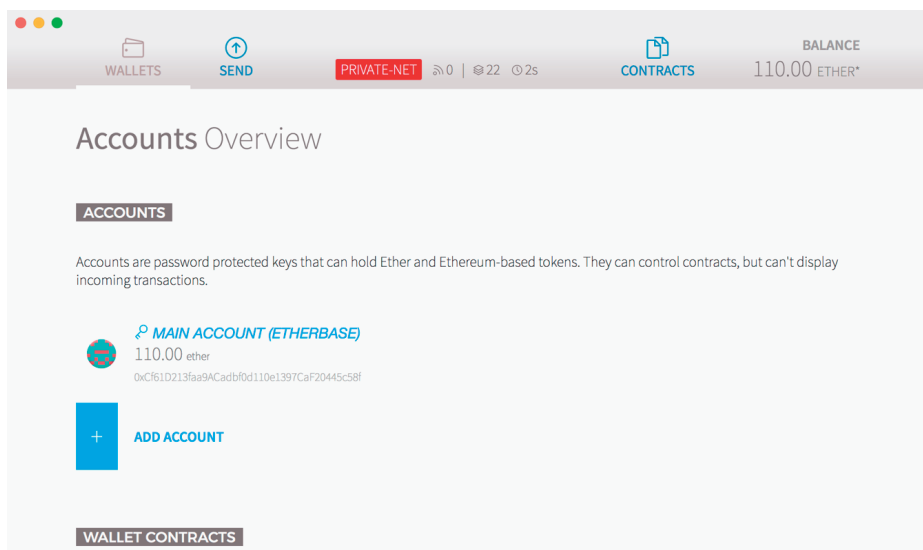 WALLETS
SEND
PRIVATE-NET 0 | 22 2s
CONTRACTS
BALANCE
110.00 ETHER*
Accounts Overview
ACCOUNTS
Accounts are password protected keys that can hold Ether and Ethereum-based tokens. They can control contracts, but can't display
incoming transactions.
MAIN ACCOUNT (ETHERBASE)
110.00 ether
0xCf61D213faa9ACadbf0d110e1397CaF20445c58f
+
ADD ACCOUNT
WALLET CONTRACTS